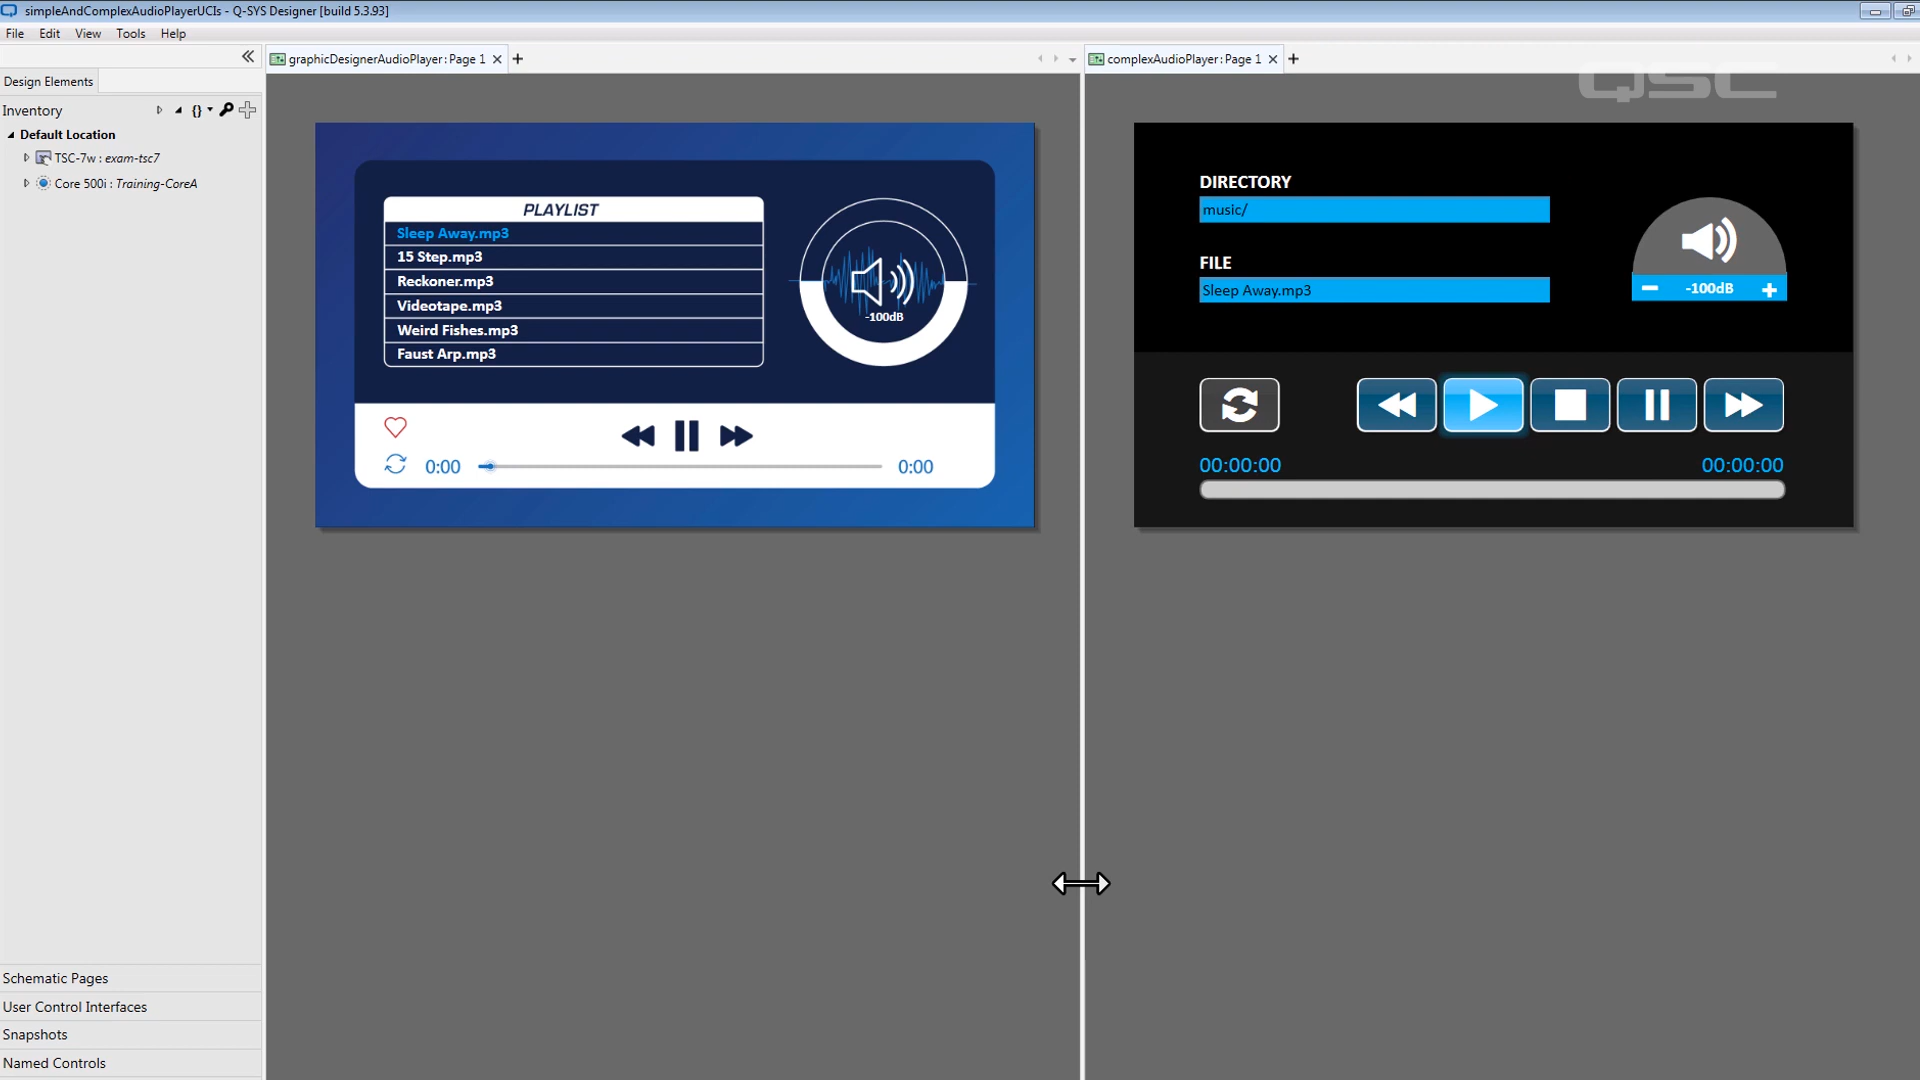 simpleAndComplexAudioPlayerUCIs - Q-SYS Designer [build 5.3.93]
File Edit View Tools Help
Design Elements
Inventory {}
Default Location
TSC-7w : exam-tsc7
Core 500i : Training-CoreA
Schematic Pages
User Control Interfaces
Snapshots
Named Controls
graphicDesignerAudioPlayer: Page 1
PLAYLIST
Sleep Away.mp3
15 Step.mp3
Reckoner.mp3
Videotape.mp3
Weird Fishes.mp3
Faust Arp.mp3
-100dB
0:00 0:00
complexAudioPlayer: Page 1
QSC
DIRECTORY
music/
FILE
Sleep Away.mp3
-100dB
00:00:00 00:00:00